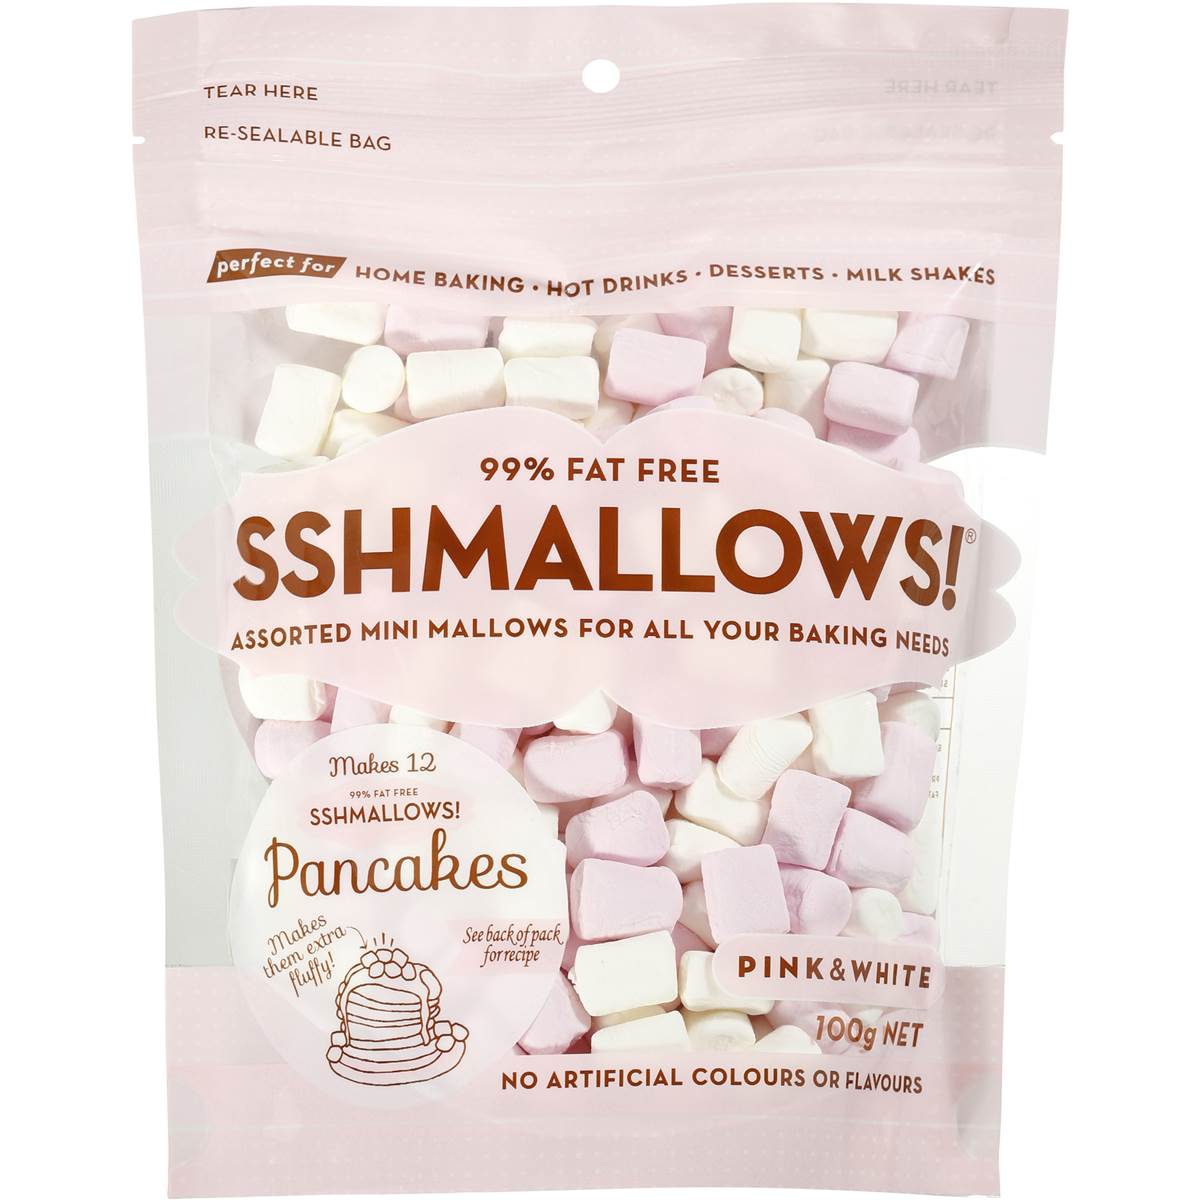 TEAR HERE
RE-SEALABLE BAG
perfect for HOME BAKING • HOT DRINKS • DESSERTS • MILK SHAKES
99% FAT FREE
SSHMALLOWS!®
ASSORTED MINI MALLOWS FOR ALL YOUR BAKING NEEDS
Makes 12
99% FAT FREE
SSHMALLOWS!
Pancakes
Makes
them extra
fluffy!
See back of pack
for recipe
PINK & WHITE
100g NET
NO ARTIFICIAL COLOURS OR FLAVOURS